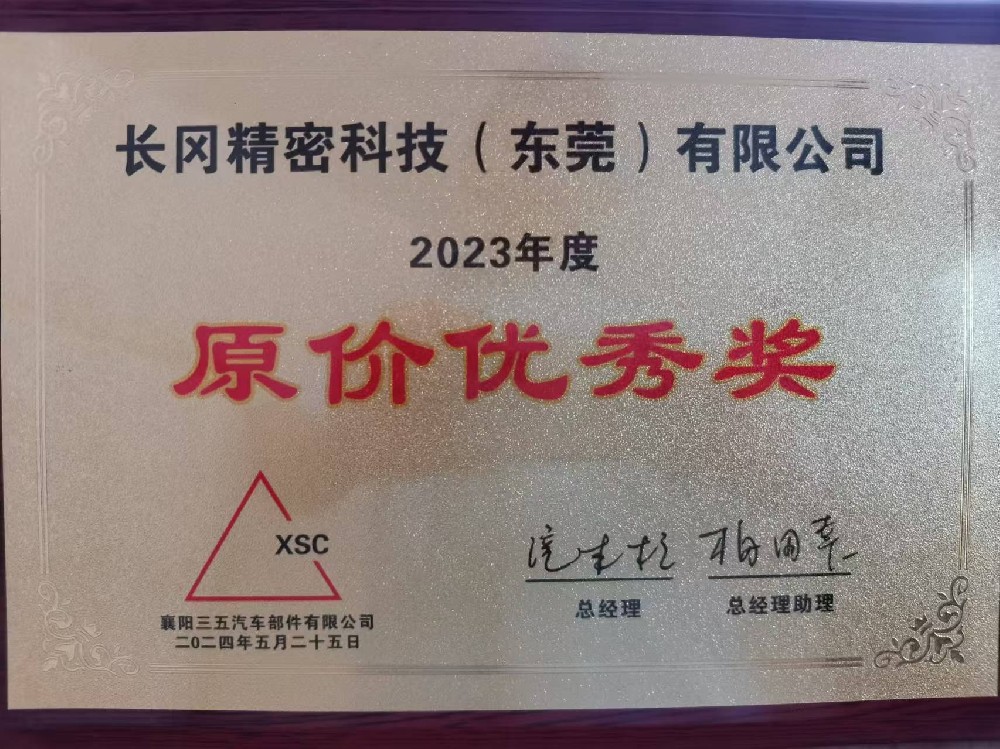 长冈精密科技（东莞）有限公司
2023年度
原价优秀奖
XSC
总经理
总经理助理
襄阳三五汽车部件有限公司
二〇二四年五月二十五日